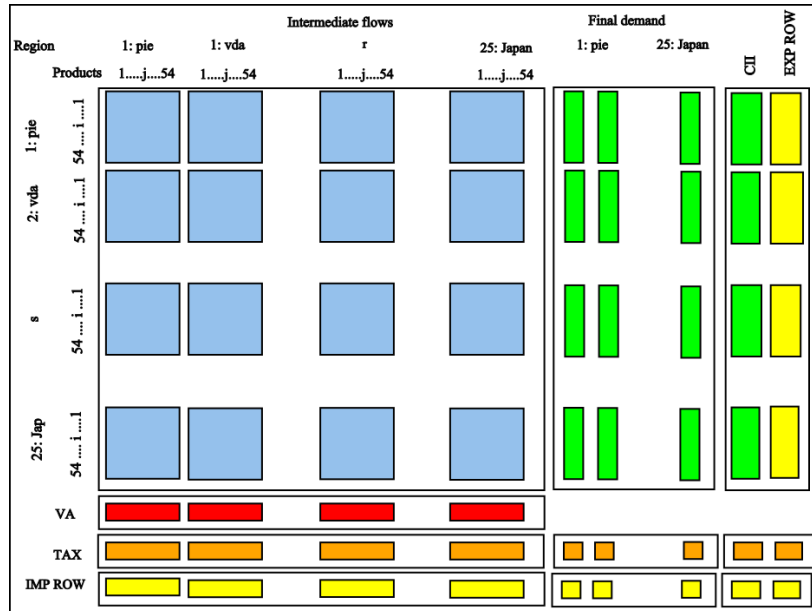 Intermediate flows
Final demand
Region
1: pie
1: vda
r
25: Japan
1: pie
25: Japan
CII
EXP ROW
Products
1.....j....54
1.....j....54
1.....j....54
1.....j....54
1: pie
54 .... i ....1
2: vda
54 .... i ....1
s
54 .... i ....1
25: Jap
54 .... i ....1
VA
TAX
IMP ROW